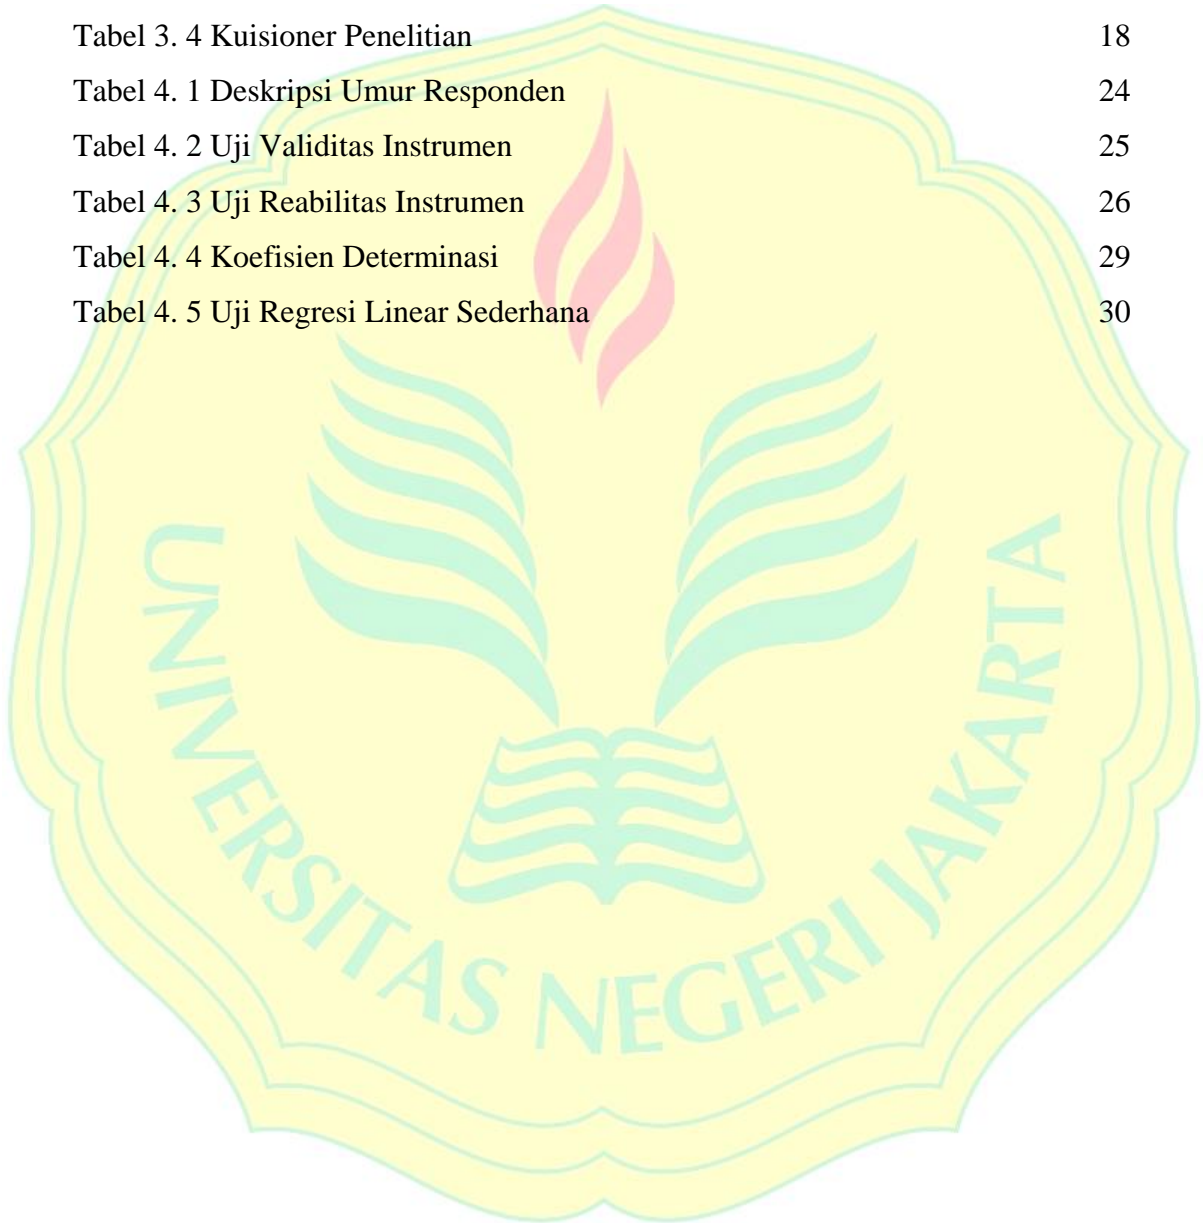 Tabel 3. 4 Kuisioner Penelitian 18
Tabel 4. 1 Deskripsi Umur Responden 24
Tabel 4. 2 Uji Validitas Instrumen 25
Tabel 4. 3 Uji Reabilitas Instrumen 26
Tabel 4. 4 Koefisien Determinasi 29
Tabel 4. 5 Uji Regresi Linear Sederhana 30
UNIVERSITAS NEGERI JAKARTA